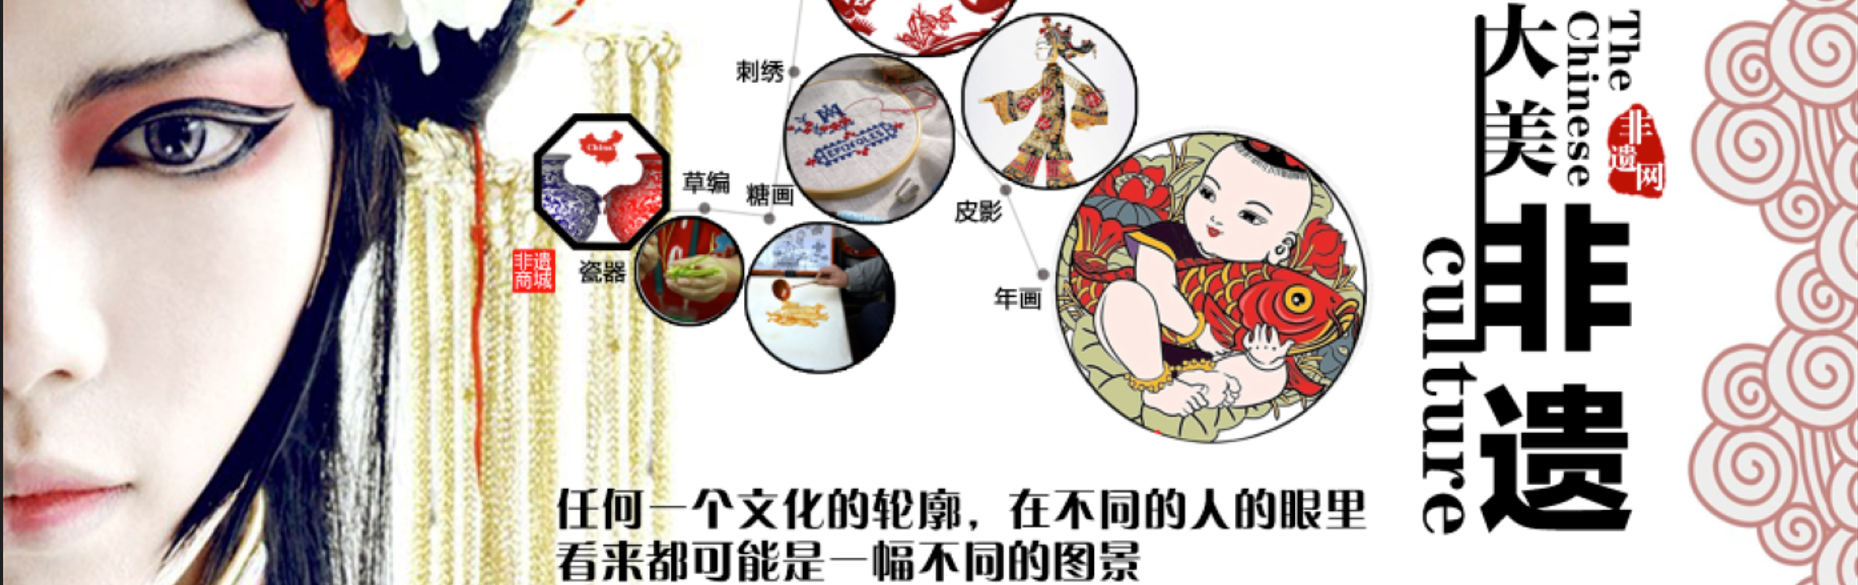 刺绣
China!
草编
糖画
皮影
瓷器
非遗
商城
年画
任何一个文化的轮廓，在不同的人的眼里
看来都可能是一幅不同的图景
大美
非遗
The
Chinese
culture
非
遗网